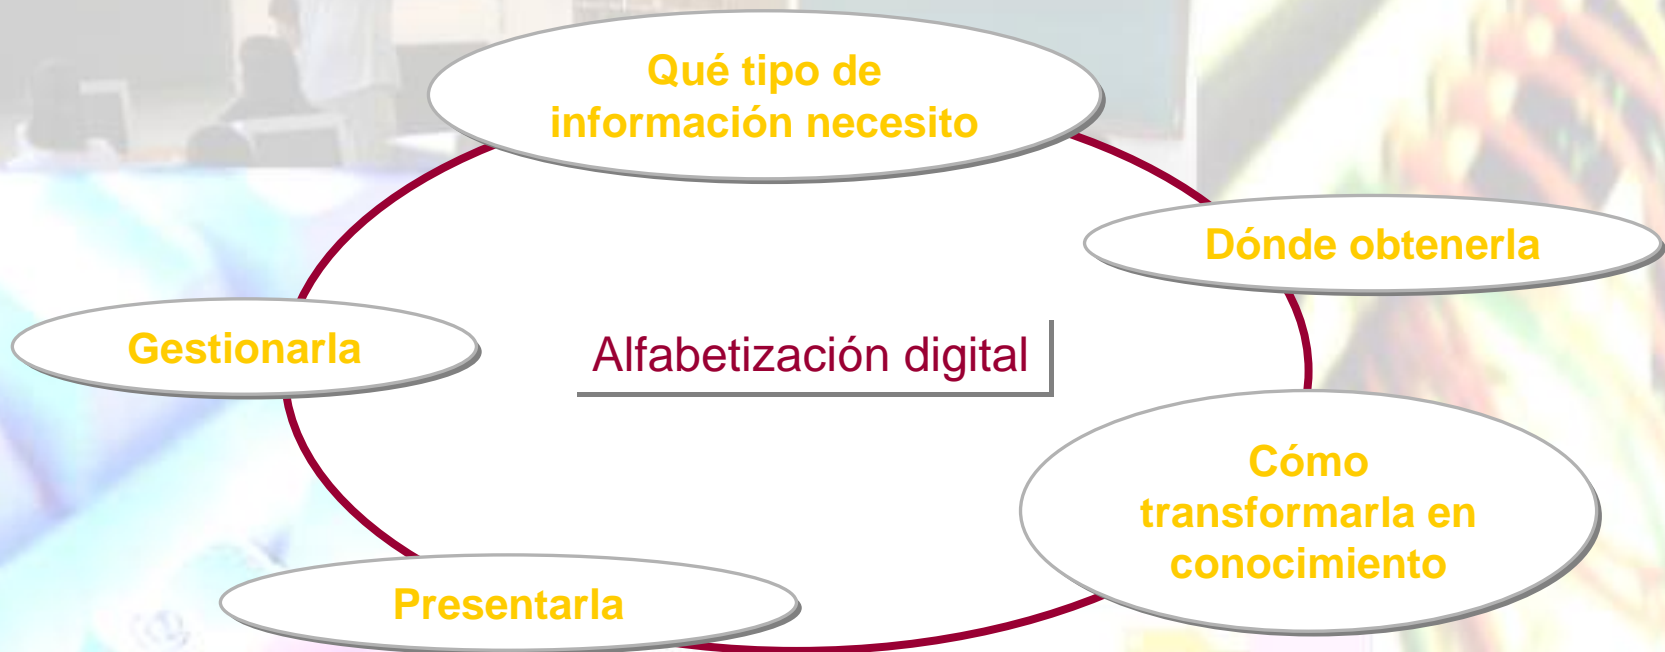 Qué tipo de
información necesito
Dónde obtenerla
Gestionarla
Alfabetización digital
Cómo
transformarla en
conocimiento
Presentarla